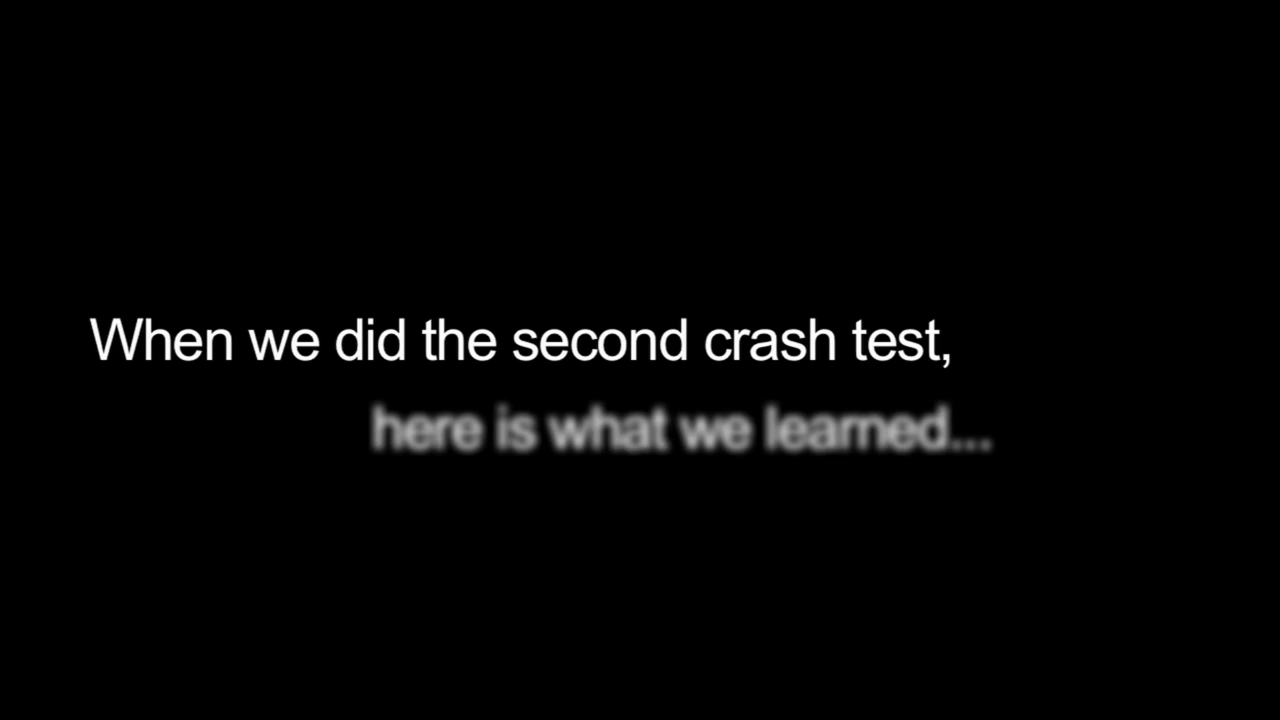 When we did the second crash test,
here is what we learned...